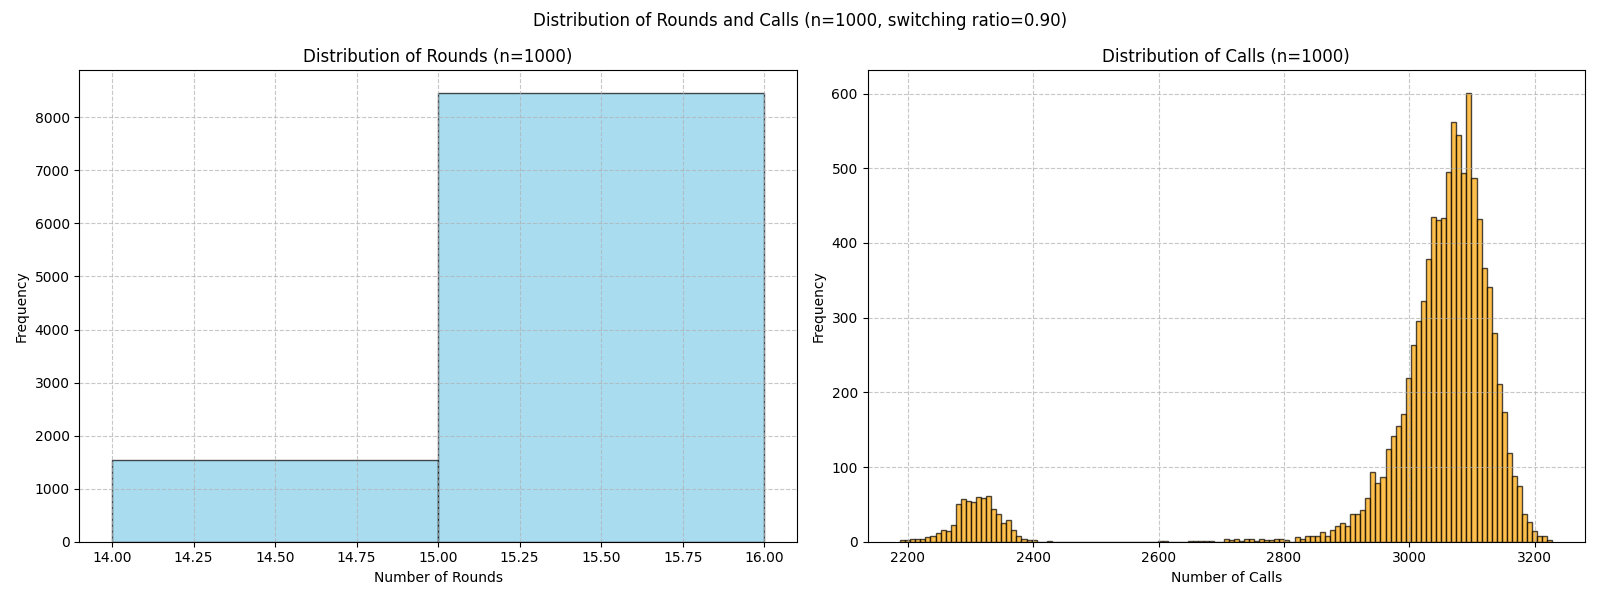 Distribution of Rounds and Calls (n=1000, switching ratio=0.90)
Distribution of Rounds (n=1000)
Frequency
8000
7000
6000
5000
4000
3000
2000
1000
0
14.00 14.25 14.50 14.75 15.00 15.25 15.50 15.75 16.00
Number of Rounds
Distribution of Calls (n=1000)
Frequency
600
500
400
300
200
100
0
2200 2400 2600 2800 3000 3200
Number of Calls